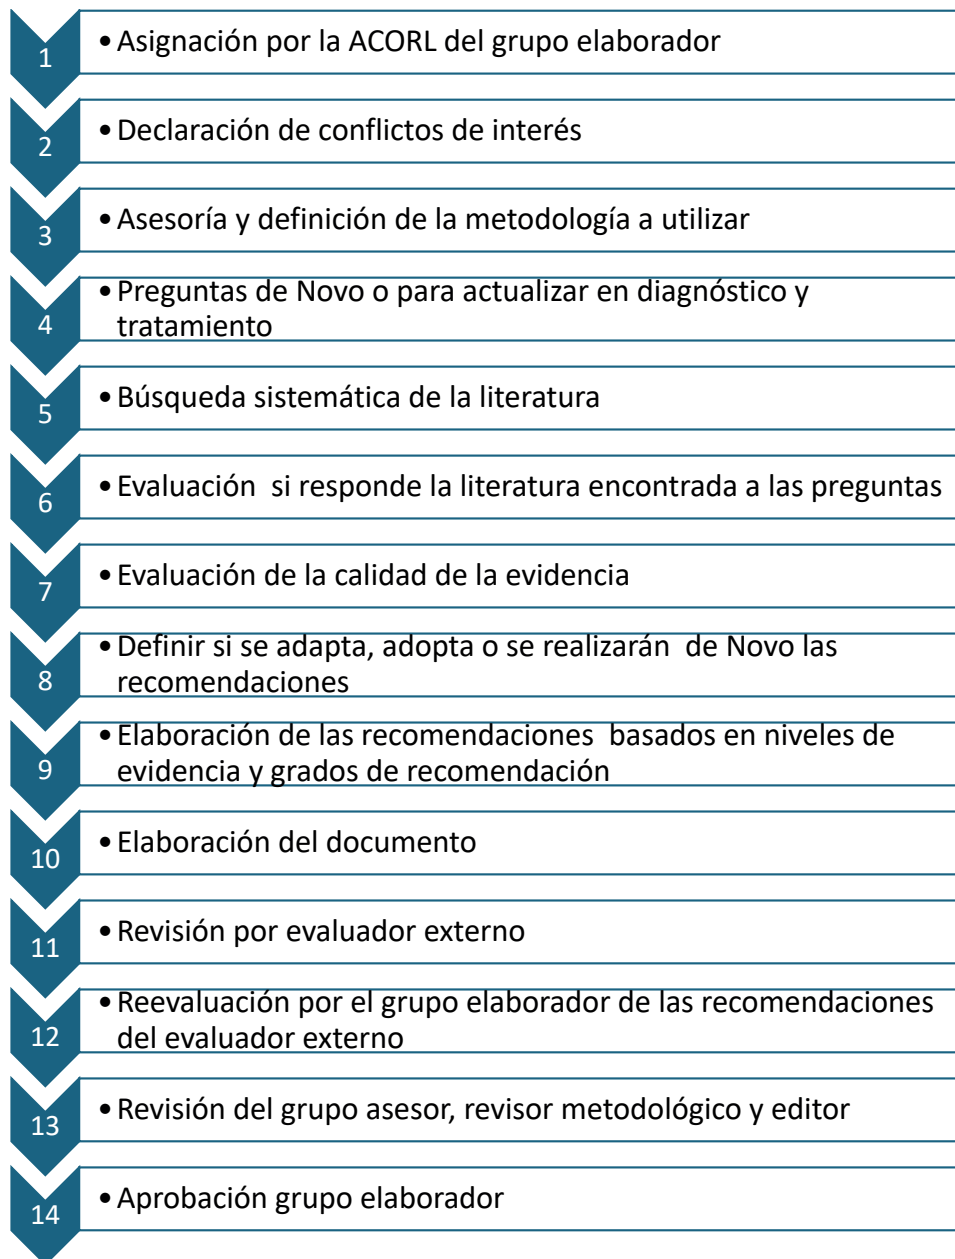 1
• Asignación por la ACORL del grupo elaborador
2
• Declaración de conflictos de interés
3
• Asesoría y definición de la metodología a utilizar
4
• Preguntas de Novo o para actualizar en diagnóstico y
tratamiento
5
• Búsqueda sistemática de la literatura
6
• Evaluación  si responde la literatura encontrada a las preguntas
7
• Evaluación de la calidad de la evidencia
8
• Definir si se adapta, adopta o se realizarán  de Novo las
recomendaciones
9
• Elaboración de las recomendaciones  basados en niveles de
evidencia y grados de recomendación
10
• Elaboración del documento
11
• Revisión por evaluador externo
12
• Reevaluación por el grupo elaborador de las recomendaciones
del evaluador externo
13
• Revisión del grupo asesor, revisor metodológico y editor
14
• Aprobación grupo elaborador